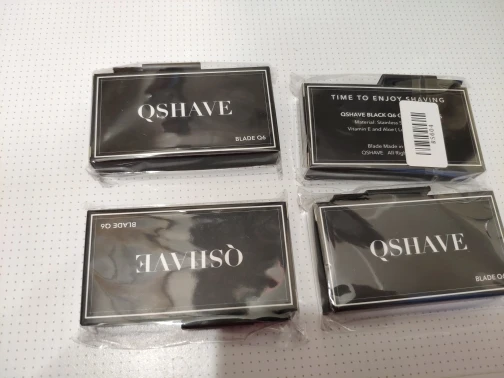 QSHAVE
BLADE Q6
TIME TO ENJOY SHAVING
QSHAVE BLACK Q6
Material: Stainless
Vitamin E and Aloe
Blade Made in
QSHAVE All
BLADE Q6
QSHAVE
QSHAVE
BLADE